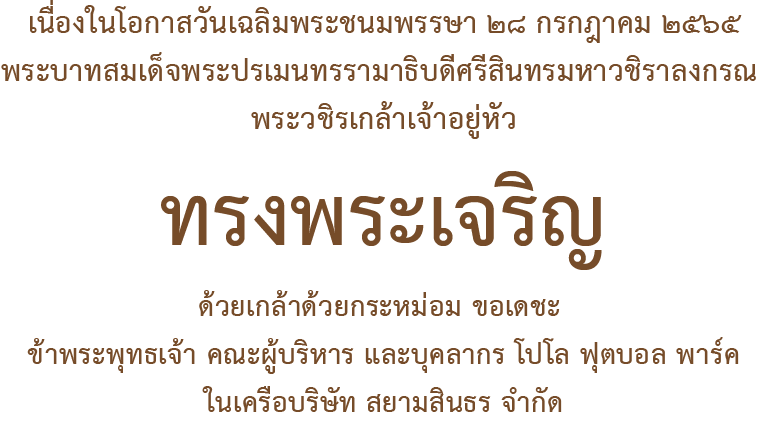 เนื่องในโอกาสวันเฉลิมพระชนมพรรษา ๒๘ กรกฎาคม ๒๕๖๕
พระบาทสมเด็จพระปรเมนทรรามาธิบดีศรีสินทรมหาวชิราลงกรณ
พระวชิรเกล้าเจ้าอยู่หัว
ทรงพระเจริญ
ด้วยเกล้าด้วยกระหม่อม ขอเดชะ
ข้าพระพุทธเจ้า คณะผู้บริหาร และบุคลากร โปโล ฟุตบอล พาร์ค
ในเครือบริษัท สยามสินธร จำกัด